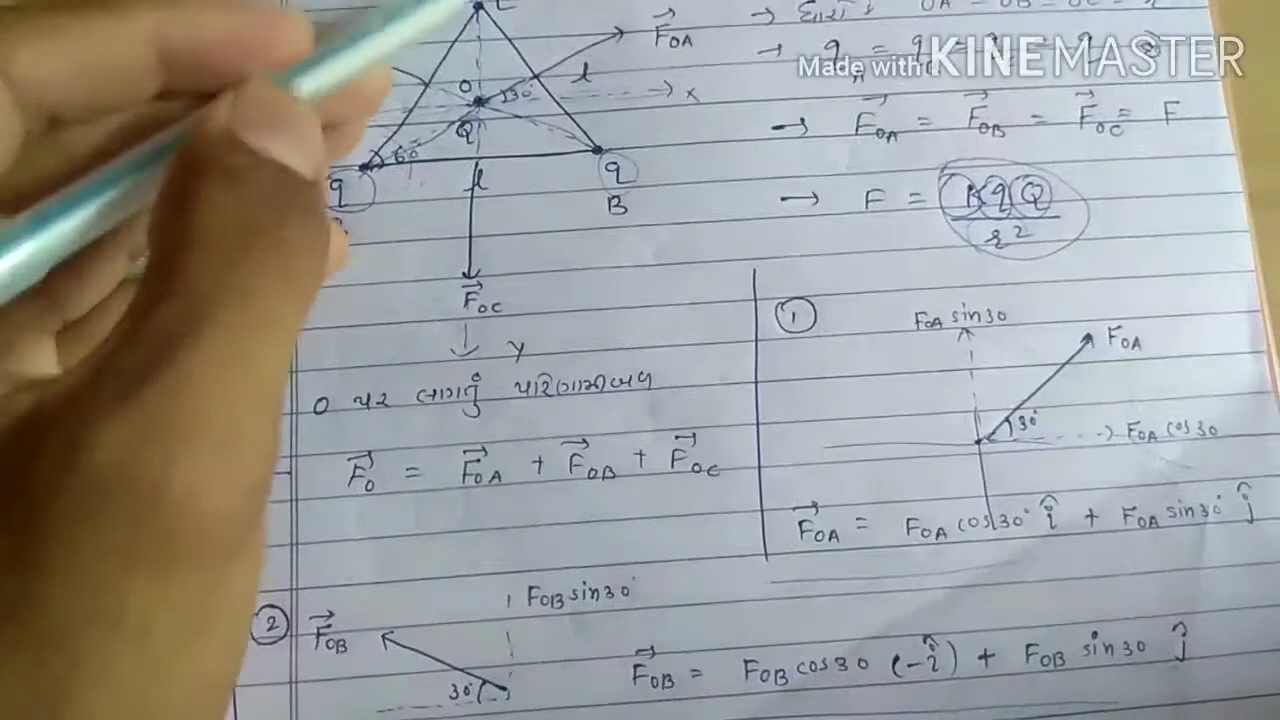 F⃗OA
l
O
30°
x
Q
60°
l
q
q
B
F⃗OC
y
Made with KINEMASTER
→ F⃗OA = F⃗OB = F⃗OC = F
→ F = KqQ / r²
O પર લાગતું પરિણામીબળ
F⃗O = F⃗OA + F⃗OB + F⃗OC
①
FOA sin30
FOA
30°
FOA cos30
F⃗OA = FOA cos30° î + FOA sin30° ĵ
②
FOB sin30°
F⃗OB
30°
F⃗OB = FOB cos30 (-î) + FOB sin30 ĵ